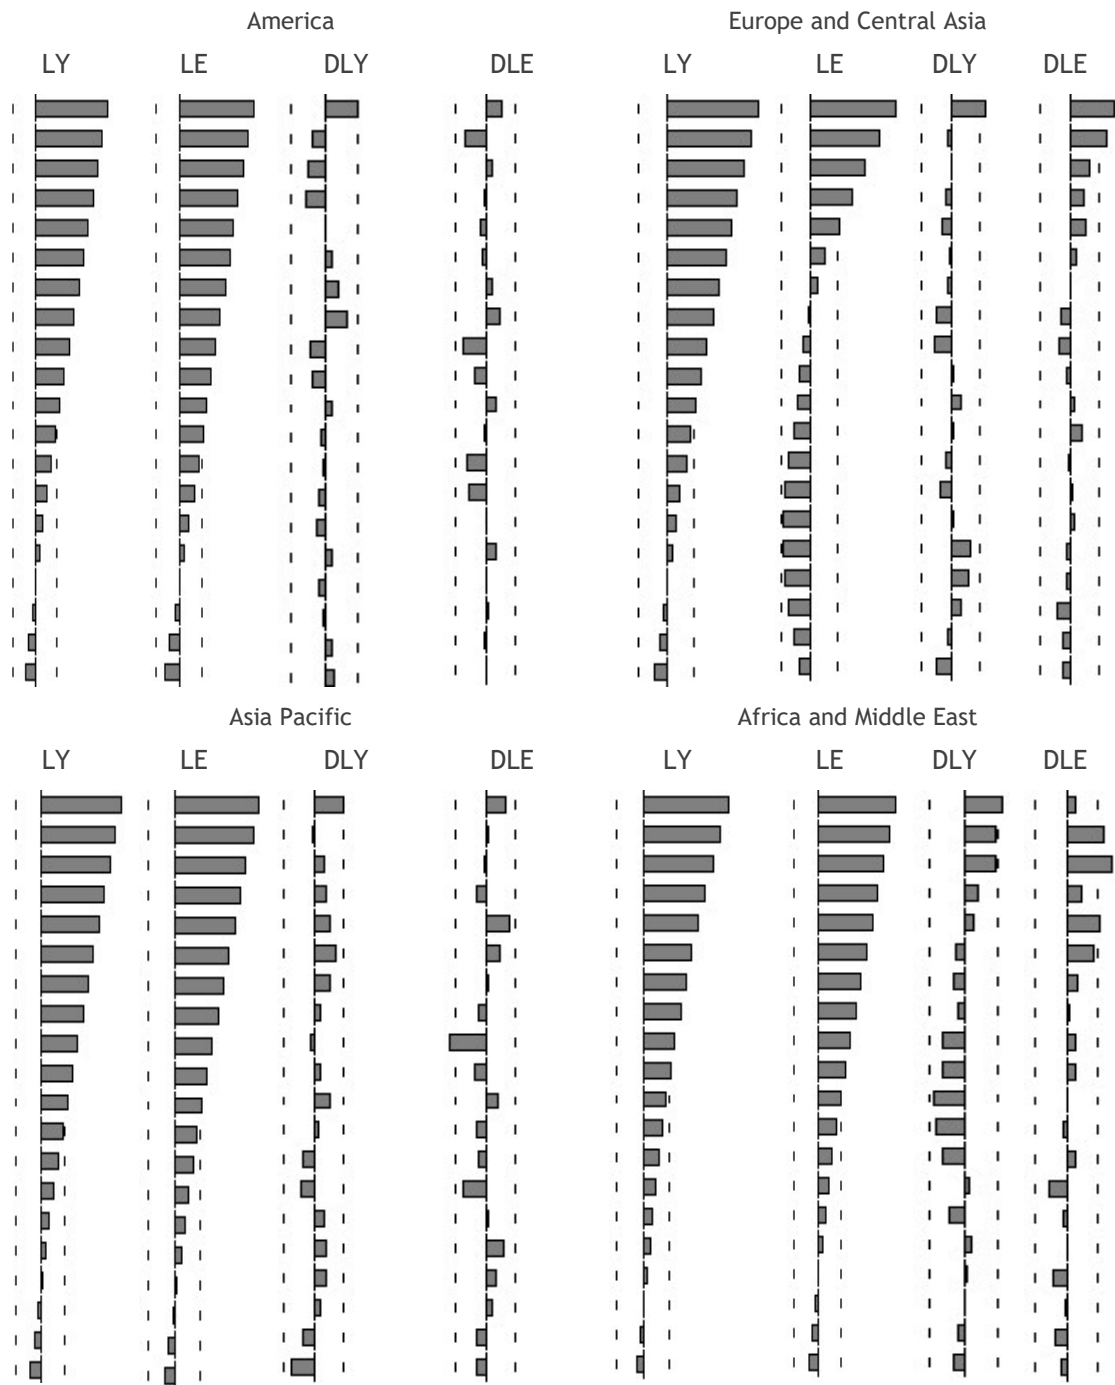 America
Europe and Central Asia
LY LE DLY DLE
LY LE DLY DLE
Asia Pacific
Africa and Middle East
LY LE DLY DLE
LY LE DLY DLE